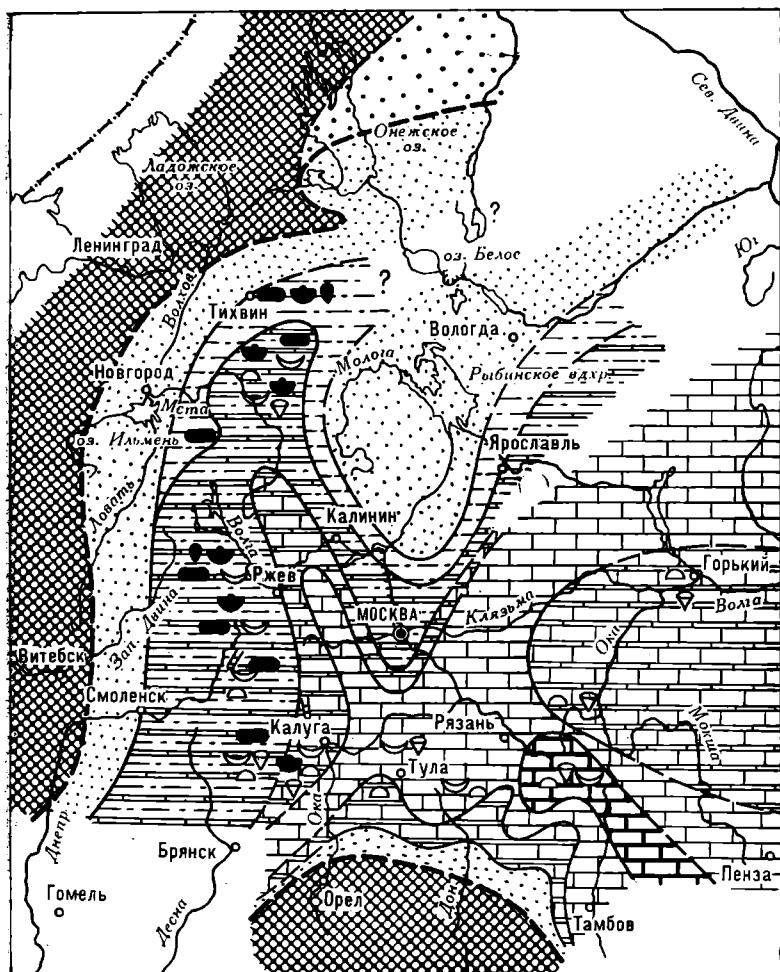 Сев. Двина
Онежское
оз.
Ладожское
оз.
?
Юг
Ленинград
Волхов
оз. Белое
?
Тихвин
Вологда
Новгород
Молога
Рыбинское вдхр.
Мста
оз. Ильмень
Ярославль
Ловать
Калинин
Волга
Ржев
Горький
Клязьма
Волга
МОСКВА
Зап. Двина
Ока
Витебск
Смоленск
Мокша
Калуга
Рязань
Тула
Ока
Днепр
Брянск
Пенза
Гомель
Орел
Дон
Десна
Тамбов